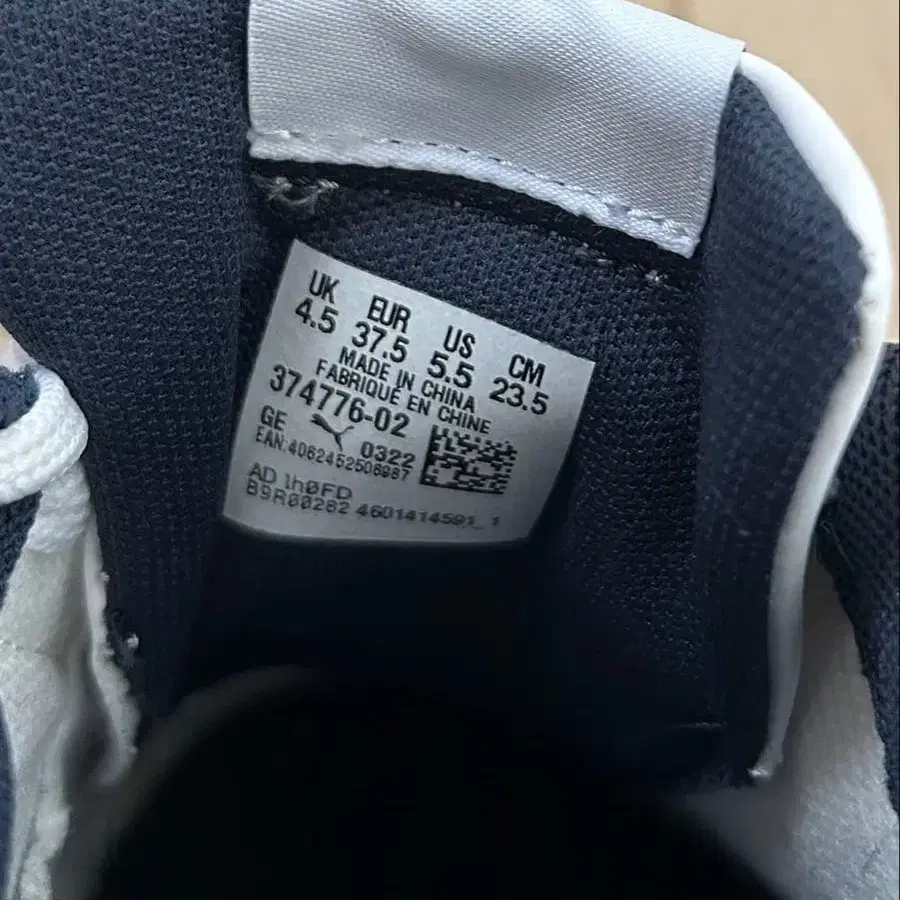 UK EUR US CM
4.5 37.5 5.5 23.5
MADE IN CHINA
FABRIQUÉ EN CHINE
374776-02
GE 0322
EAN:4062452506987
AD 1h0FD
B9R00282 4601414591_1